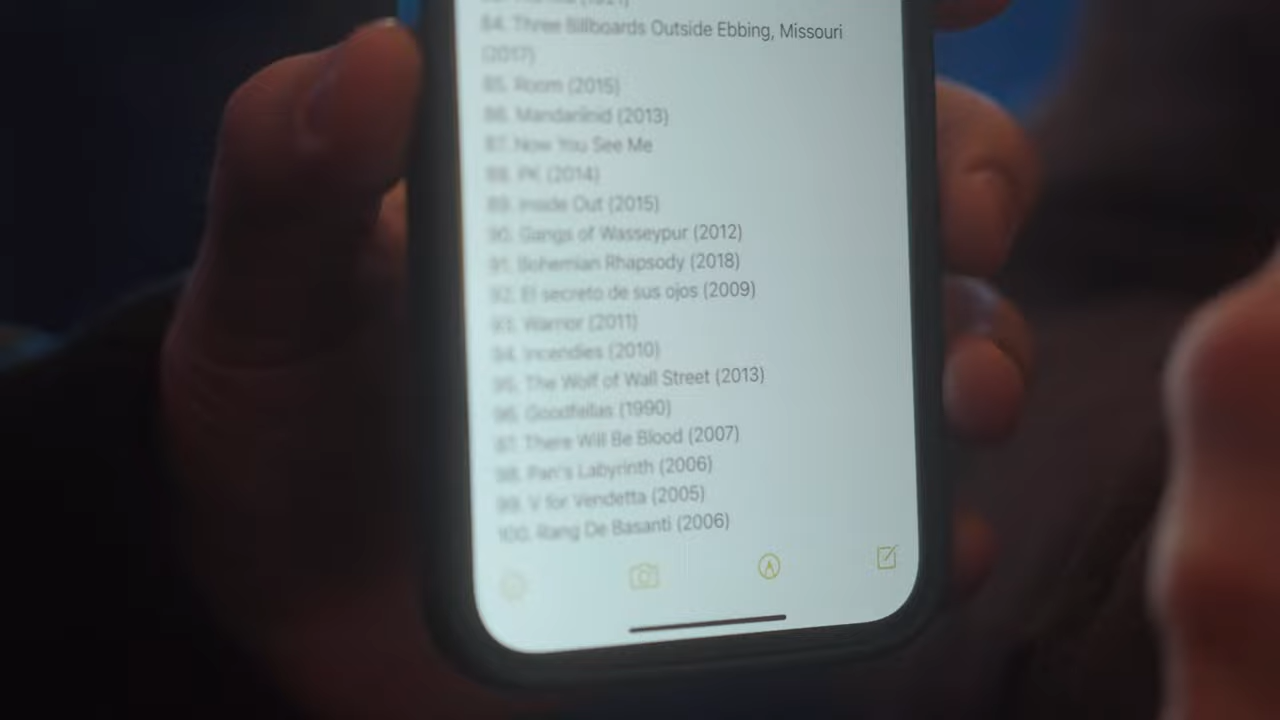 84. Three Billboards Outside Ebbing, Missouri
(2017)
85. Room (2015)
86. Mandariinid (2013)
87. Now You See Me
88. PK (2014)
89. Inside Out (2015)
90. Gangs of Wasseypur (2012)
91. Bohemian Rhapsody (2018)
92. El secreto de sus ojos (2009)
93. Warrior (2011)
94. Incendies (2010)
95. The Wolf of Wall Street (2013)
96. Goodfellas (1990)
97. There Will Be Blood (2007)
98. Pan's Labyrinth (2006)
99. V for Vendetta (2005)
100. Rang De Basanti (2006)